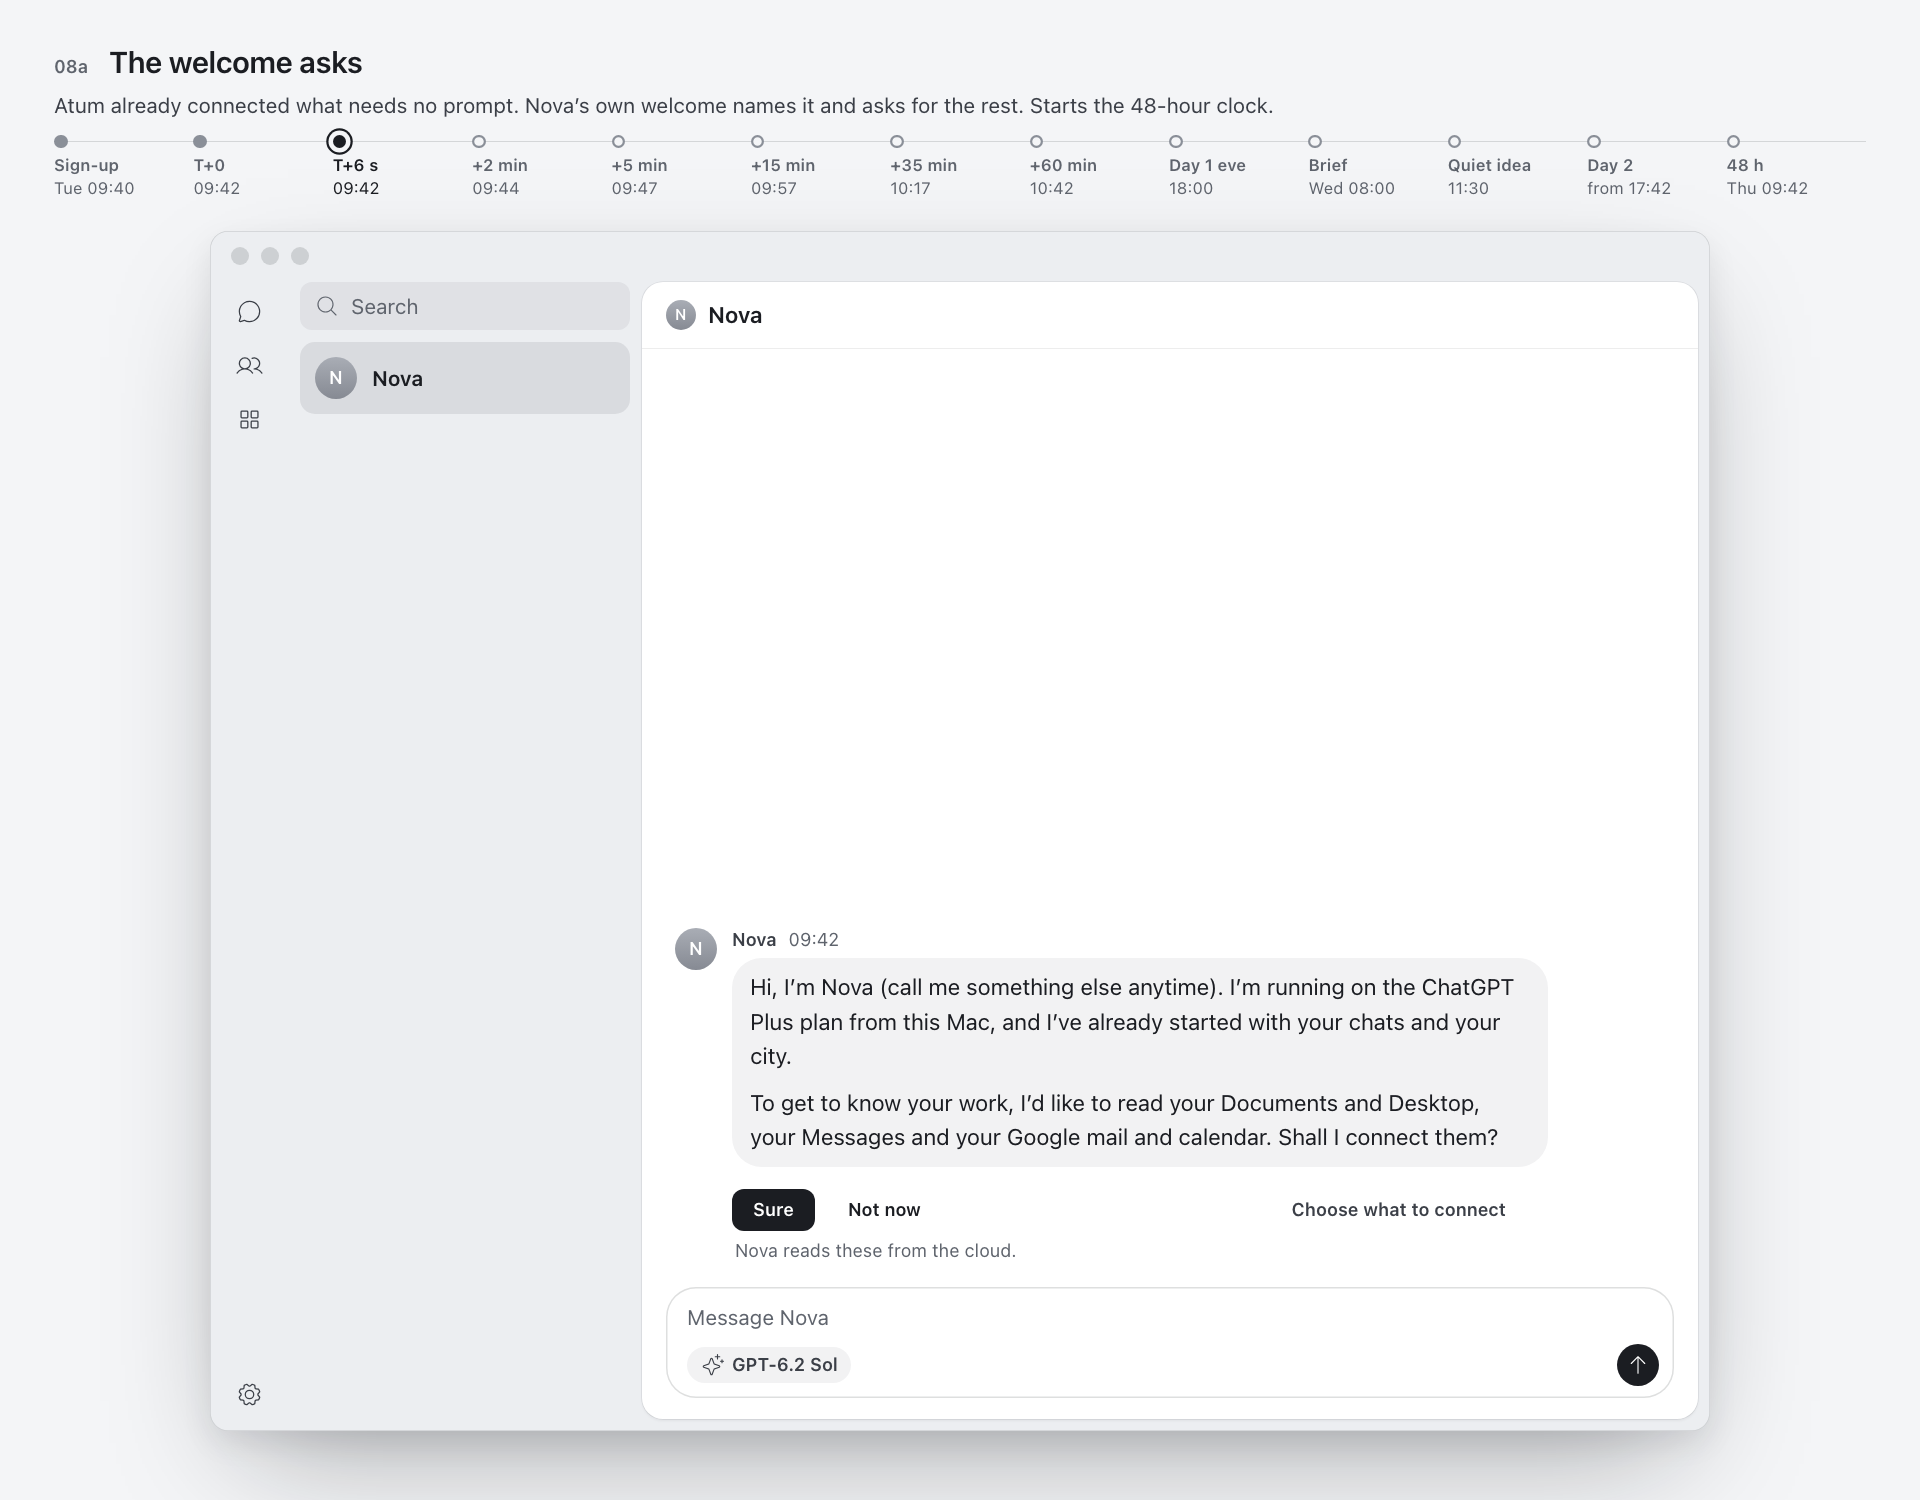 08a The welcome asks
Atum already connected what needs no prompt. Nova’s own welcome names it and asks for the rest. Starts the 48-hour clock.
Sign-up T+0 T+6 s +2 min +5 min +15 min +35 min +60 min Day 1 eve Brief Quiet idea Day 2 48 h
Tue 09:40 09:42 09:42 09:44 09:47 09:57 10:17 10:42 18:00 Wed 08:00 11:30 from 17:42 Thu 09:42
Search
N Nova
N Nova
N Nova 09:42
Hi, I’m Nova (call me something else anytime). I’m running on the ChatGPT
Plus plan from this Mac, and I’ve already started with your chats and your
city.
To get to know your work, I’d like to read your Documents and Desktop,
your Messages and your Google mail and calendar. Shall I connect them?
Sure Not now Choose what to connect
Nova reads these from the cloud.
Message Nova
GPT-6.2 Sol